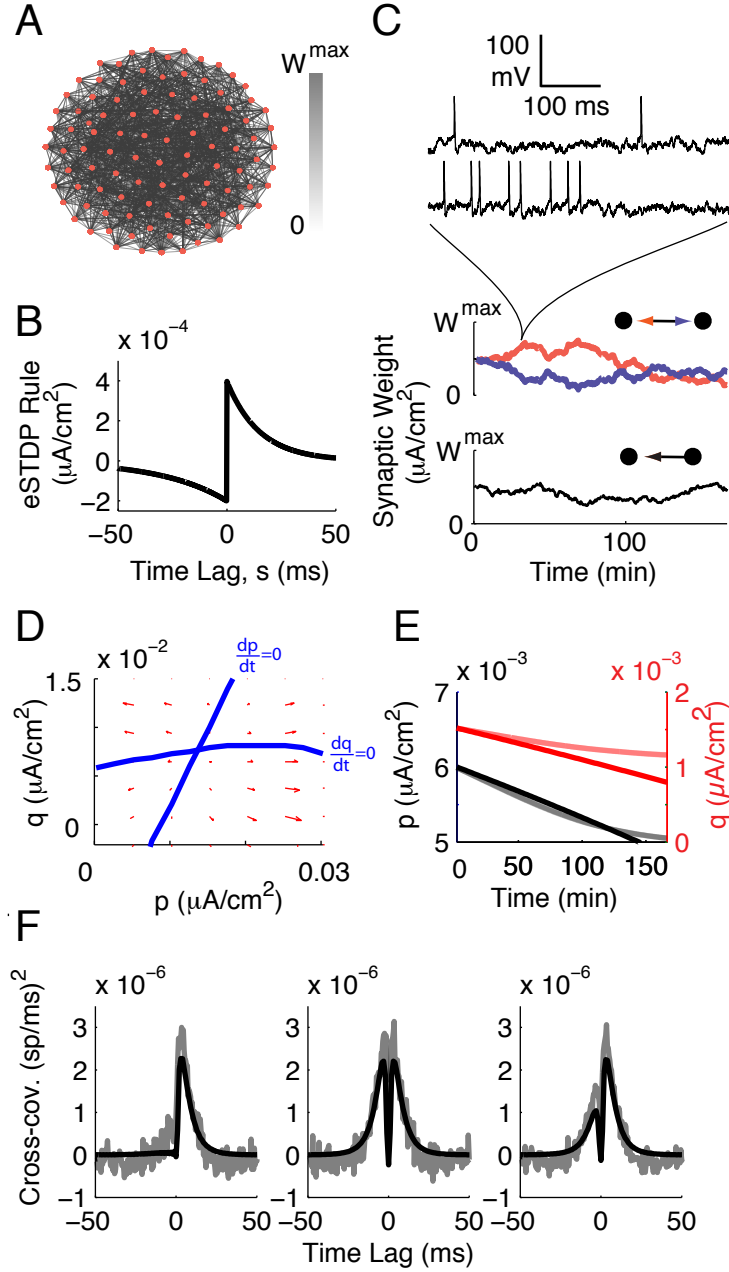 A
W^max
0
C
100
mV
100 ms
B
x 10^−4
eSTDP Rule
(μA/cm^2)
4
2
0
−2
−50
0
50
Time Lag, s (ms)
Synaptic Weight
(μA/cm^2)
W^max
0
W^max
0
0
100
Time (min)
D
x 10^−2
dp/dt=0
dq/dt=0
1.5
0
q (μA/cm^2)
0
0.03
p (μA/cm^2)
E
x 10^−3
x 10^−3
7
6
5
p (μA/cm^2)
2
1
0
q (μA/cm^2)
0
50
100
150
Time (min)
F
Cross-cov. (sp/ms)^2
x 10^−6
x 10^−6
x 10^−6
3
2
1
0
−1
−50
0
50
3
2
1
0
−1
−50
0
50
3
2
1
0
−1
−50
0
50
Time Lag (ms)